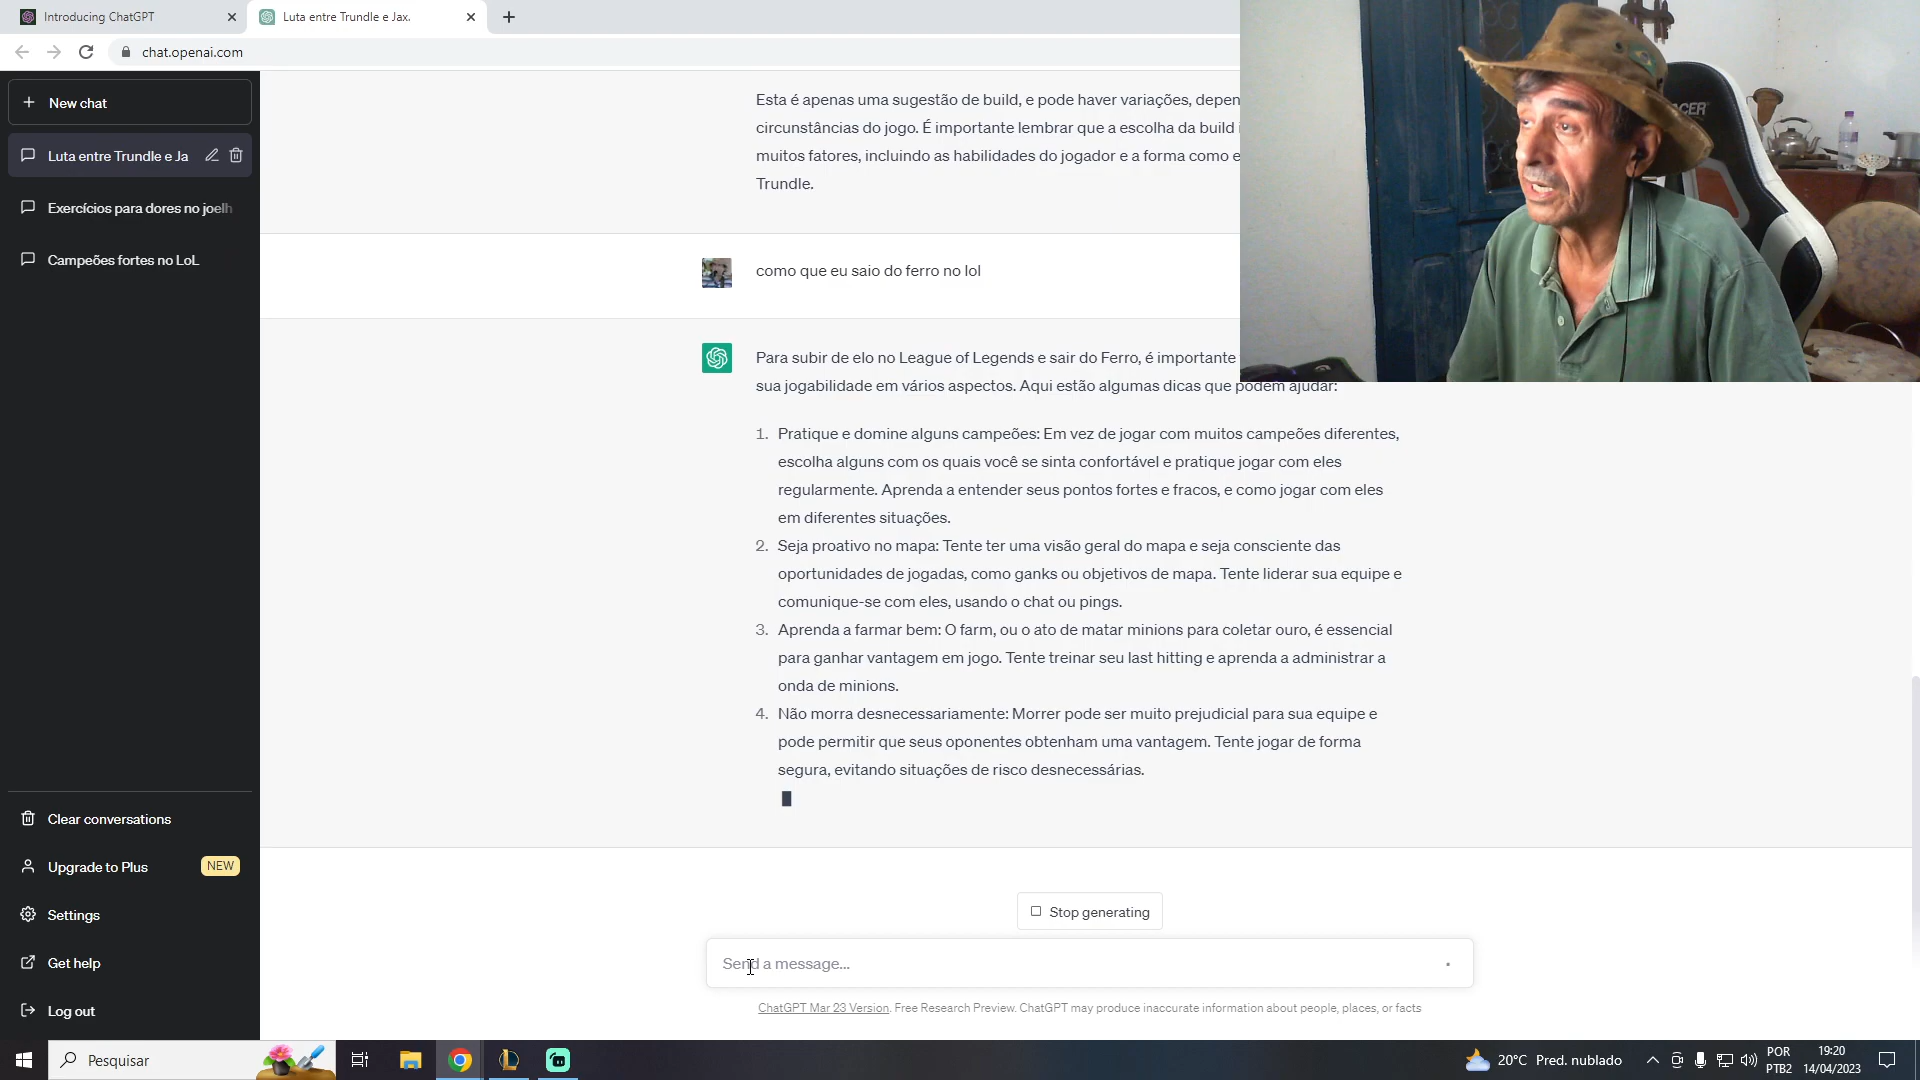 Introducing ChatGPT
Luta entre Trundle e Jax.
chat.openai.com
New chat
Luta entre Trundle e Ja
Exercícios para dores no joelh
Campeões fortes no LoL
Clear conversations
Upgrade to Plus NEW
Settings
Get help
Log out
Esta é apenas uma sugestão de build, e pode haver variações, depen
circunstâncias do jogo. É importante lembrar que a escolha da build
muitos fatores, incluindo as habilidades do jogador e a forma como e
Trundle.
como que eu saio do ferro no lol
Para subir de elo no League of Legends e sair do Ferro, é importante
sua jogabilidade em vários aspectos. Aqui estão algumas dicas que podem ajudar:
1. Pratique e domine alguns campeões: Em vez de jogar com muitos campeões diferentes,
escolha alguns com os quais você se sinta confortável e pratique jogar com eles
regularmente. Aprenda a entender seus pontos fortes e fracos, e como jogar com eles
em diferentes situações.
2. Seja proativo no mapa: Tente ter uma visão geral do mapa e seja consciente das
oportunidades de jogadas, como ganks ou objetivos de mapa. Tente liderar sua equipe e
comunique-se com eles, usando o chat ou pings.
3. Aprenda a farmar bem: O farm, ou o ato de matar minions para coletar ouro, é essencial
para ganhar vantagem em jogo. Tente treinar seu last hitting e aprenda a administrar a
onda de minions.
4. Não morra desnecessariamente: Morrer pode ser muito prejudicial para sua equipe e
pode permitir que seus oponentes obtenham uma vantagem. Tente jogar de forma
segura, evitando situações de risco desnecessárias.
Stop generating
Send a message...
ChatGPT Mar 23 Version. Free Research Preview. ChatGPT may produce inaccurate information about people, places, or facts
Pesquisar
20°C Pred. nublado
POR
PTB2
19:20
14/04/2023